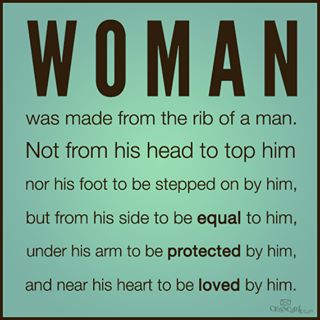 WOMAN
was made from the rib of a man.
Not from his head to top him
nor his foot to be stepped on by him,
but from his side to be equal to him,
under his arm to be protected by him,
and near his heart to be loved by him.